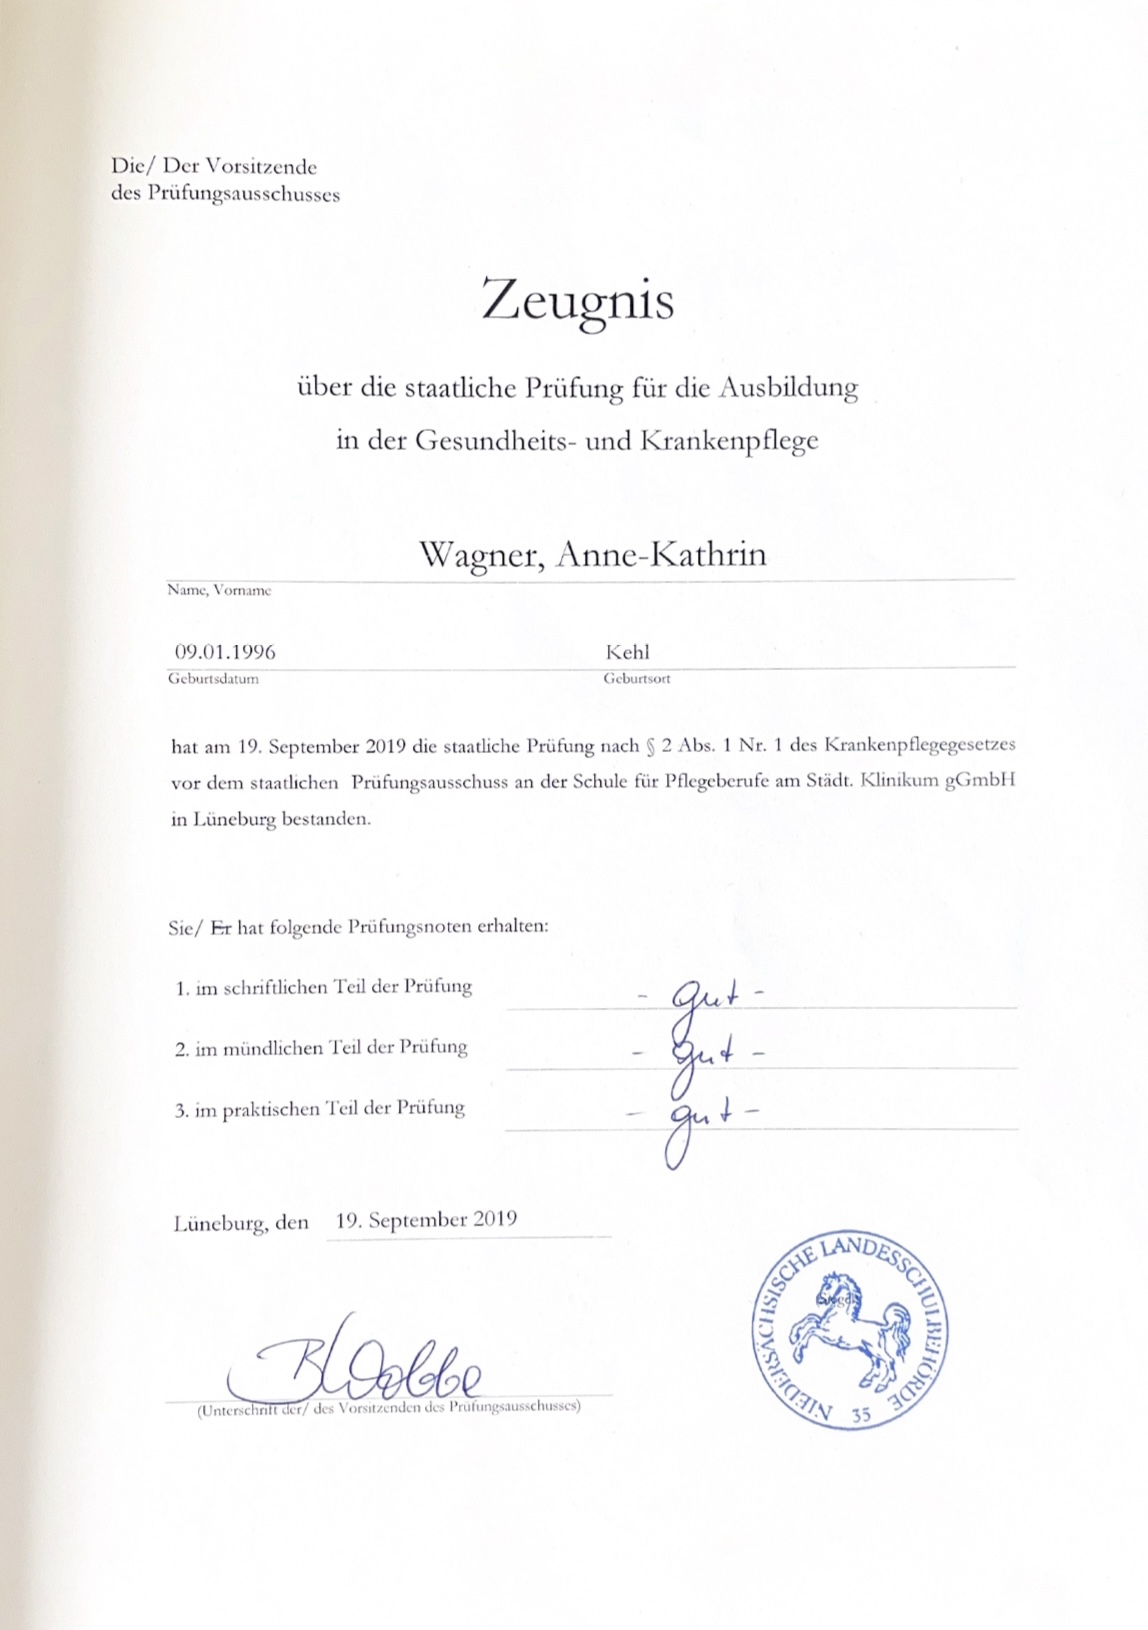 Die/ Der Vorsitzende
des Prüfungsausschusses
Zeugnis
über die staatliche Prüfung für die Ausbildung
in der Gesundheits- und Krankenpflege
Wagner, Anne-Kathrin
Name, Vorname
09.01.1996 Kehl
Geburtsdatum Geburtsort
hat am 19. September 2019 die staatliche Prüfung nach § 2 Abs. 1 Nr. 1 des Krankenpflegegesetzes
vor dem staatlichen Prüfungsausschuss an der Schule für Pflegeberufe am Städt. Klinikum gGmbH
in Lüneburg bestanden.
Sie/ Er hat folgende Prüfungsnoten erhalten:
1. im schriftlichen Teil der Prüfung - gut -
2. im mündlichen Teil der Prüfung - gut -
3. im praktischen Teil der Prüfung - gut -
Lüneburg, den 19. September 2019
NIEDERSÄCHSISCHE LANDESSCHULBEHÖRDE
35
(Unterschrift der/ des Vorsitzenden des Prüfungsausschusses)